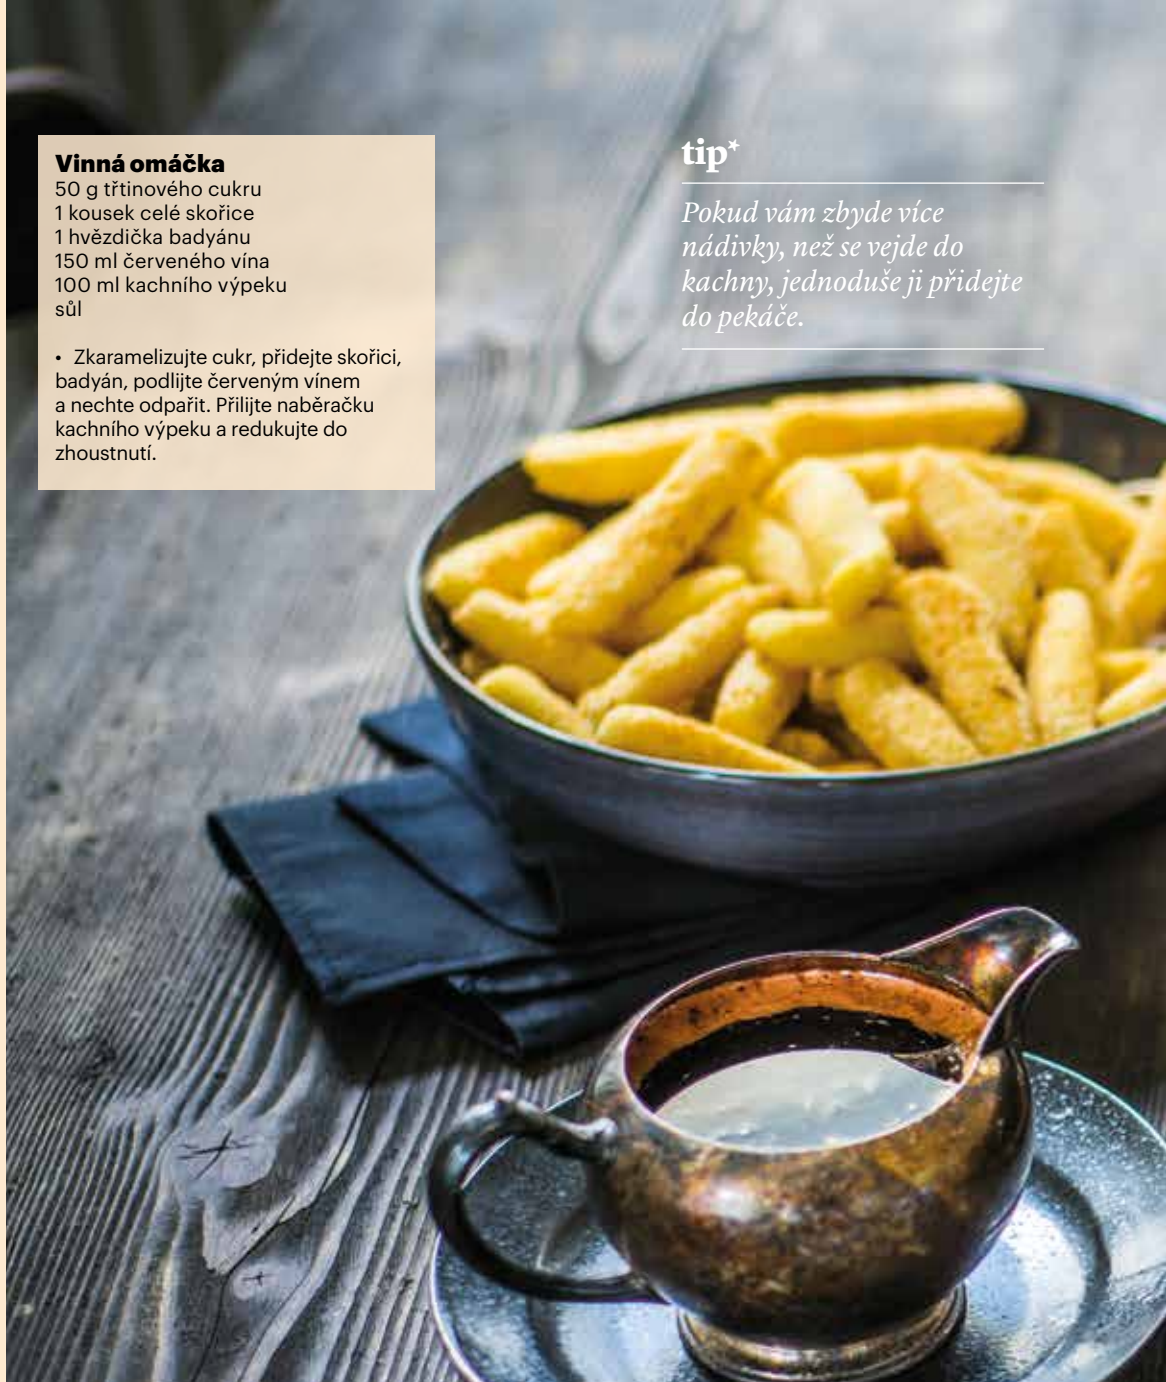 Vinná omáčka
50 g třtinového cukru
1 kousek celé skořice
1 hvězdička badyánu
150 ml červeného vína
100 ml kachního výpeku
sůl
• Zkaramelizujte cukr, přidejte skořici,
badyán, podlijte červeným vínem
a nechte odpařit. Přilijte naběračku
kachního výpeku a redukujte do
zhoustnutí.
tip*
Pokud vám zbyde více
nádivky, než se vejde do
kachny, jednoduše ji přidejte
do pekáče.